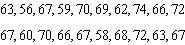 63, 56, 67, 59, 70, 69, 62, 74, 66, 72
67, 60, 70, 66, 67, 58, 68, 72, 63, 67